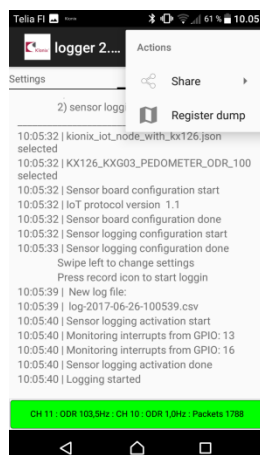 Telia FI 61 % 10.05
Kionix logger 2....
Actions
Share
Register dump
Settings
2) sensor logg
10:05:32 | kionix_iot_node_with_kx126.json
selected
10:05:32 | KX126_KXG03_PEDOMETER_ODR_100
selected
10:05:32 | Sensor board configuration start
10:05:32 | IoT protocol version 1.1
10:05:32 | Sensor board configuration done
10:05:32 | Sensor logging configuration start
10:05:33 | Sensor logging configuration done
Swipe left to change settings
Press record icon to start loggin
10:05:39 | New log file:
10:05:39 | log-2017-06-26-100539.csv
10:05:40 | Sensor logging activation start
10:05:40 | Monitoring interrupts from GPIO: 13
10:05:40 | Monitoring interrupts from GPIO: 16
10:05:40 | Sensor logging activation done
10:05:40 | Logging started
CH 11 : ODR 103,5Hz : CH 10 : ODR 1,0Hz : Packets 1788